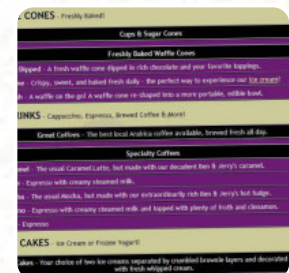 CONES - Freshly Baked!
Cups & Sugar Cones
Freshly Baked Waffle Cones
Dipped - A fresh waffle cone dipped in rich chocolate and your favorite toppings.
- Crispy, sweet, and baked fresh daily - the perfect way to experience our ice cream!
- A waffle on the go! A waffle cone re-shaped into a more portable, edible bowl.
INKS - Cappuccino, Espresso, Brewed Coffee & More!
Great Coffees - The best local Arabica coffee available, brewed fresh all day.
Specialty Coffees
- The usual Caramel Latte, but made with our decadent Ben & Jerry's caramel.
- Espresso with creamy steamed milk.
- The usual Mocha, but made with our extraordinarily rich Ben & Jerry's hot fudge.
- Espresso with creamy steamed milk and topped with plenty of froth and cinnamon.
- Espresso
CAKES - Ice Cream or Frozen Yogurt!
Cakes - Your choice of two ice creams separated by crumbled brownie layers and decorated
with fresh whipped cream.